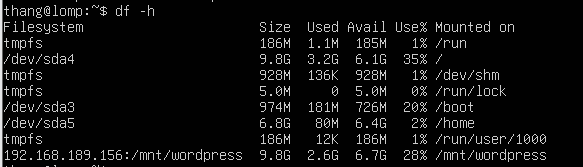 thang@lomp:~$ df -h
Filesystem Size Used Avail Use% Mounted on
tmpfs 186M 1.1M 185M 1% /run
/dev/sda4 9.8G 3.2G 6.1G 35% /
tmpfs 928M 136K 928M 1% /dev/shm
tmpfs 5.0M 0 5.0M 0% /run/lock
/dev/sda3 974M 181M 726M 20% /boot
/dev/sda5 6.8G 80M 6.4G 2% /home
tmpfs 186M 12K 186M 1% /run/user/1000
192.168.189.156:/mnt/wordpress 9.8G 2.6G 6.7G 28% /mnt/wordpress